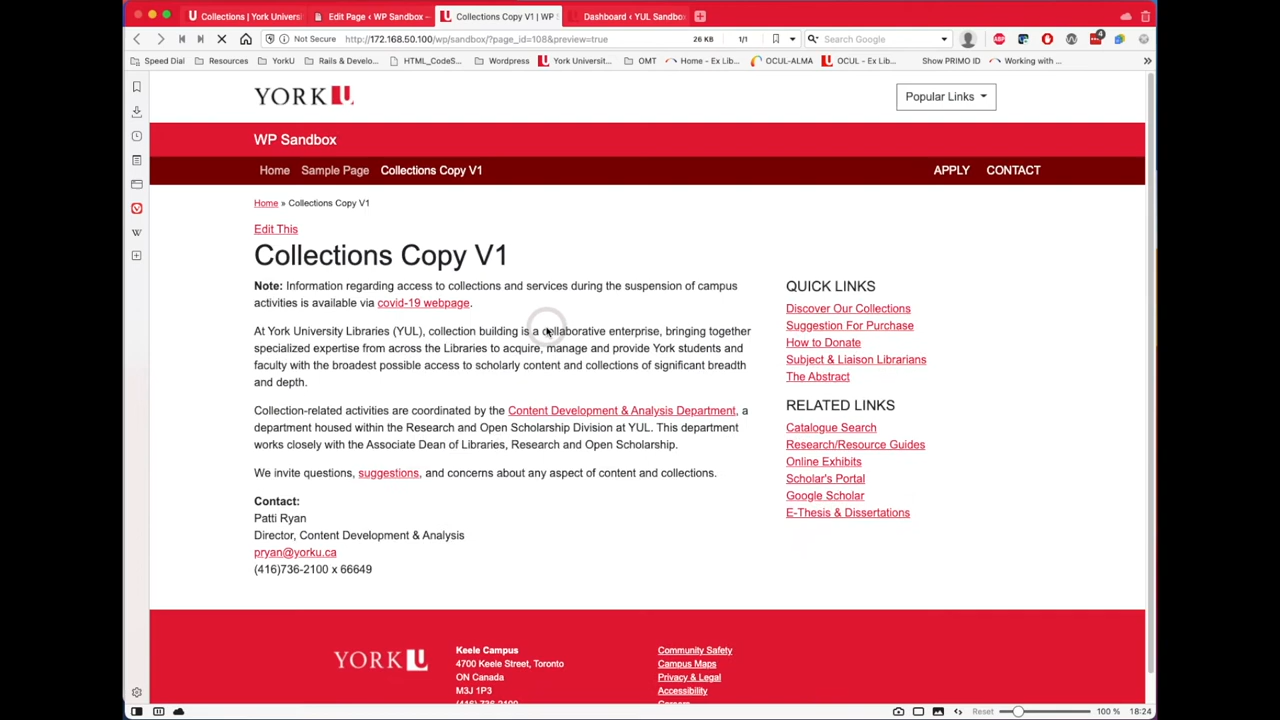 Collections | York Universi
Edit Page < WP Sandbox —
Collections Copy V1 | WP S
Dashboard < YUL Sandbo
Not Secure
http://172.168.50.100/wp/sandbox/?page_id=108&preview=true
26 KB
1/1
Search Google
4
Speed Dial
Resources
YorkU
Rails & Develo...
HTML_CodeS...
Wordpress
York Universit...
OMT
Home - Ex Lib...
OCUL-ALMA
OCUL - Ex Lib...
Show PRIMO ID
Working with ...
YORK U
Popular Links
WP Sandbox
Home
Sample Page
Collections Copy V1
APPLY
CONTACT
Home » Collections Copy V1
Edit This
Collections Copy V1
Note: Information regarding access to collections and services during the suspension of campus
activities is available via covid-19 webpage.
At York University Libraries (YUL), collection building is a collaborative enterprise, bringing together
specialized expertise from across the Libraries to acquire, manage and provide York students and
faculty with the broadest possible access to scholarly content and collections of significant breadth
and depth.
Collection-related activities are coordinated by the Content Development & Analysis Department, a
department housed within the Research and Open Scholarship Division at YUL. This department
works closely with the Associate Dean of Libraries, Research and Open Scholarship.
We invite questions, suggestions, and concerns about any aspect of content and collections.
Contact:
Patti Ryan
Director, Content Development & Analysis
pryan@yorku.ca
(416)736-2100 x 66649
QUICK LINKS
Discover Our Collections
Suggestion For Purchase
How to Donate
Subject & Liaison Librarians
The Abstract
RELATED LINKS
Catalogue Search
Research/Resource Guides
Online Exhibits
Scholar's Portal
Google Scholar
E-Thesis & Dissertations
YORK U
Keele Campus
4700 Keele Street, Toronto
ON Canada
M3J 1P3
(416) 736-2100
Community Safety
Campus Maps
Privacy & Legal
Accessibility
Careers
Reset
100 %
18:24